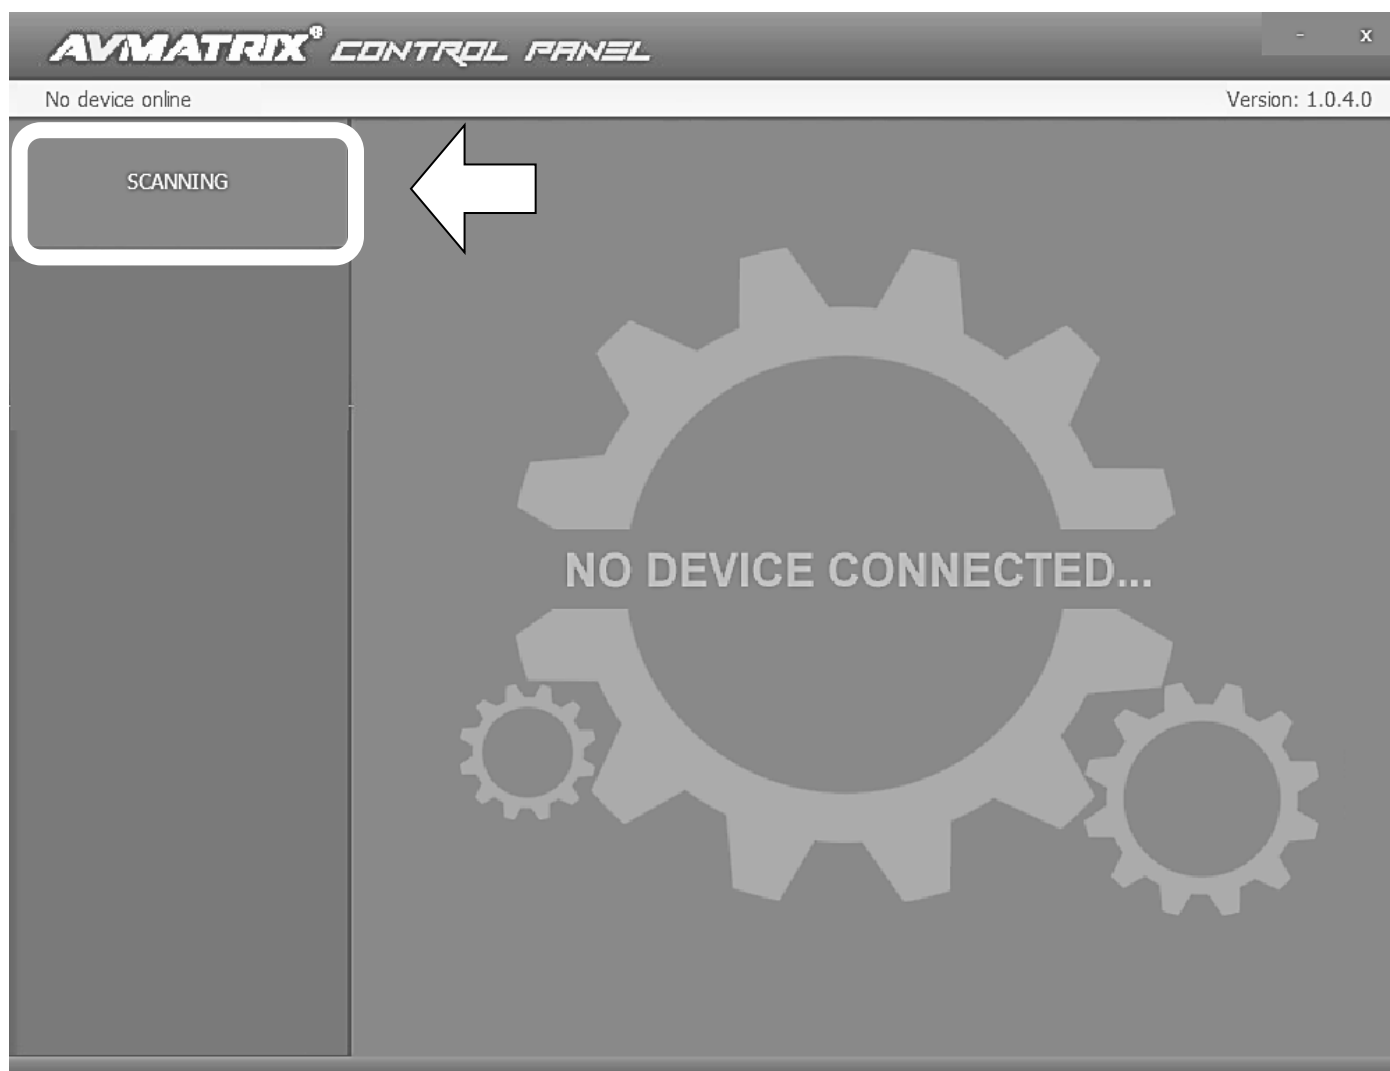 AVMATRIX® CONTROL PANEL
- x
No device online
Version: 1.0.4.0
SCANNING
NO DEVICE CONNECTED...